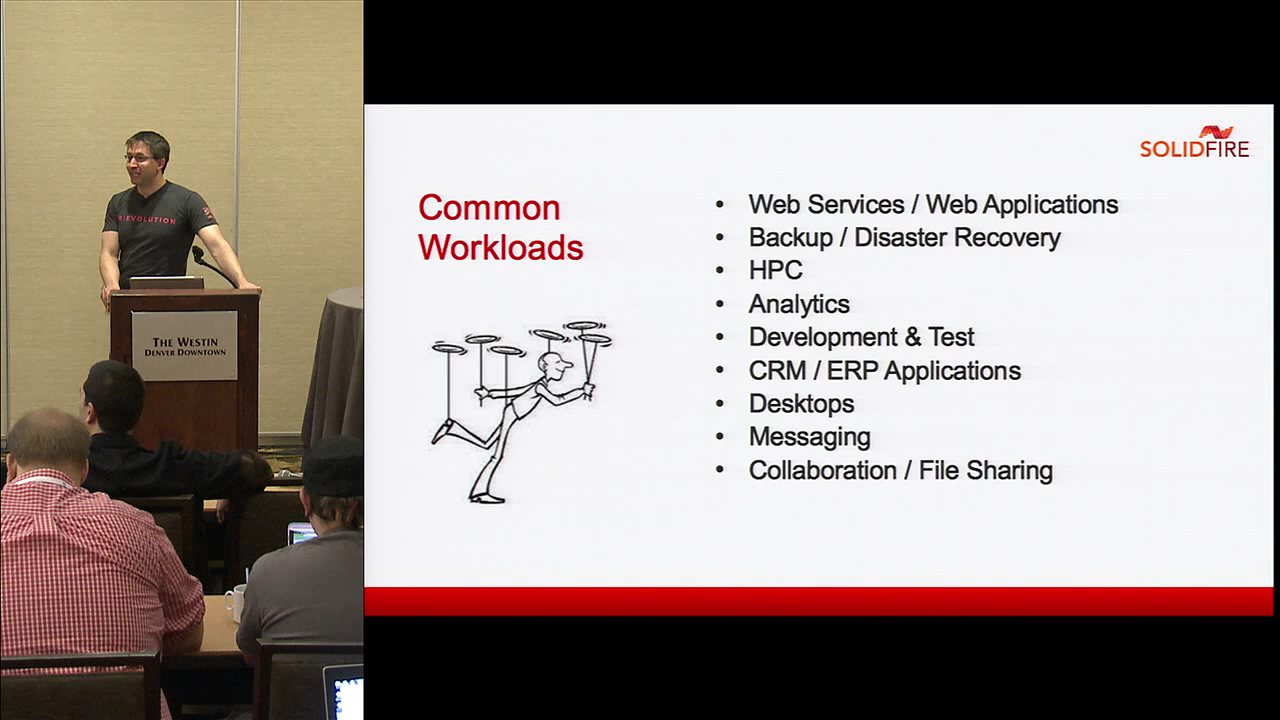 SOLIDFIRE
Common
Workloads
• Web Services / Web Applications
• Backup / Disaster Recovery
• HPC
• Analytics
• Development & Test
• CRM / ERP Applications
• Desktops
• Messaging
• Collaboration / File Sharing
THE WESTIN
DENVER DOWNTOWN